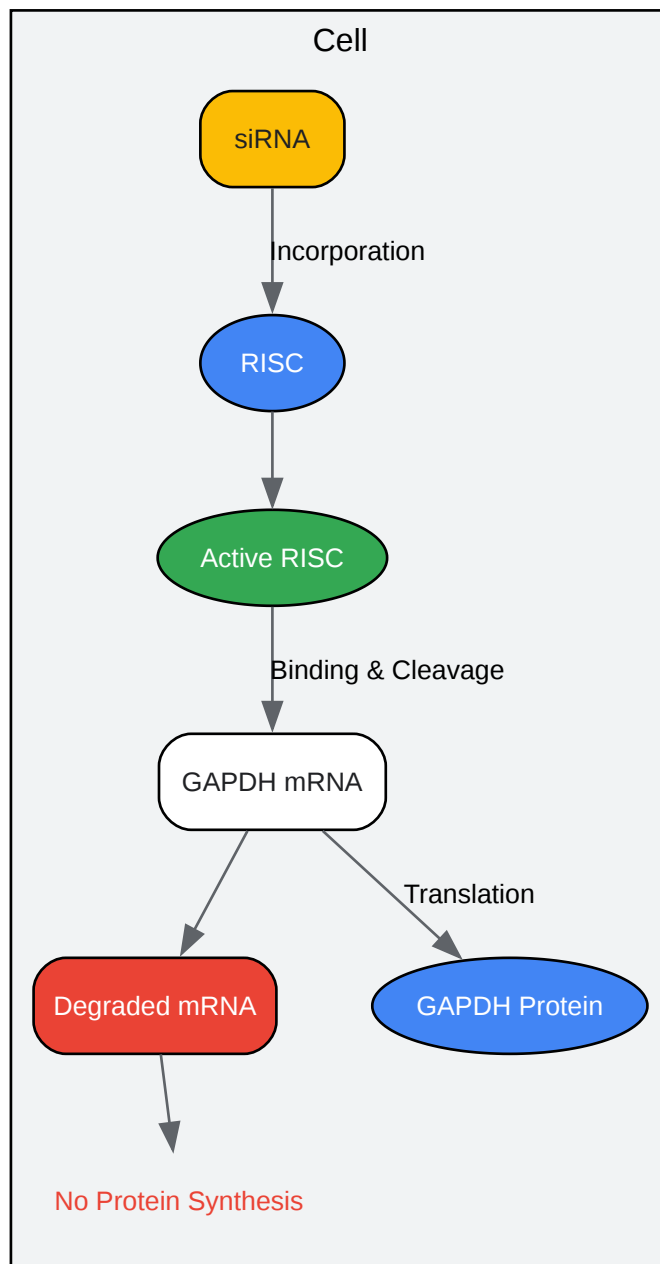 Cell
siRNA
Incorporation
RISC
Active RISC
Binding & Cleavage
GAPDH mRNA
Translation
Degraded mRNA
GAPDH Protein
No Protein Synthesis